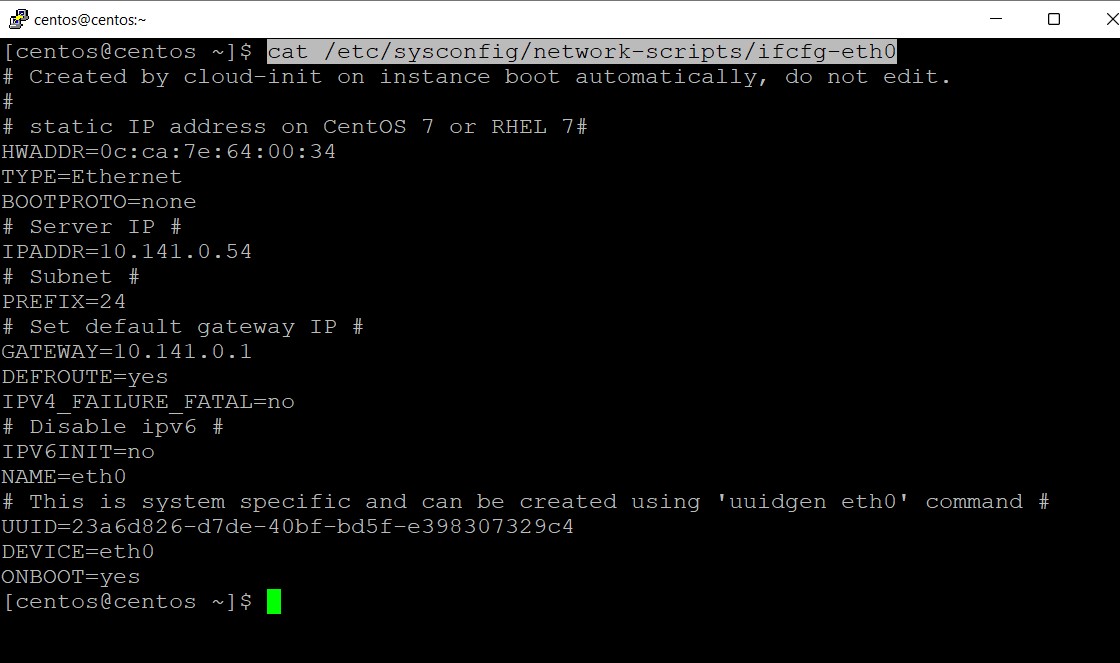 centos@centos:~
[centos@centos ~]$ cat /etc/sysconfig/network-scripts/ifcfg-eth0
# Created by cloud-init on instance boot automatically, do not edit.
#
# static IP address on CentOS 7 or RHEL 7#
HWADDR=0c:ca:7e:64:00:34
TYPE=Ethernet
BOOTPROTO=none
# Server IP #
IPADDR=10.141.0.54
# Subnet #
PREFIX=24
# Set default gateway IP #
GATEWAY=10.141.0.1
DEFROUTE=yes
IPV4_FAILURE_FATAL=no
# Disable ipv6 #
IPV6INIT=no
NAME=eth0
# This is system specific and can be created using 'uuidgen eth0' command #
UUID=23a6d826-d7de-40bf-bd5f-e398307329c4
DEVICE=eth0
ONBOOT=yes
[centos@centos ~]$